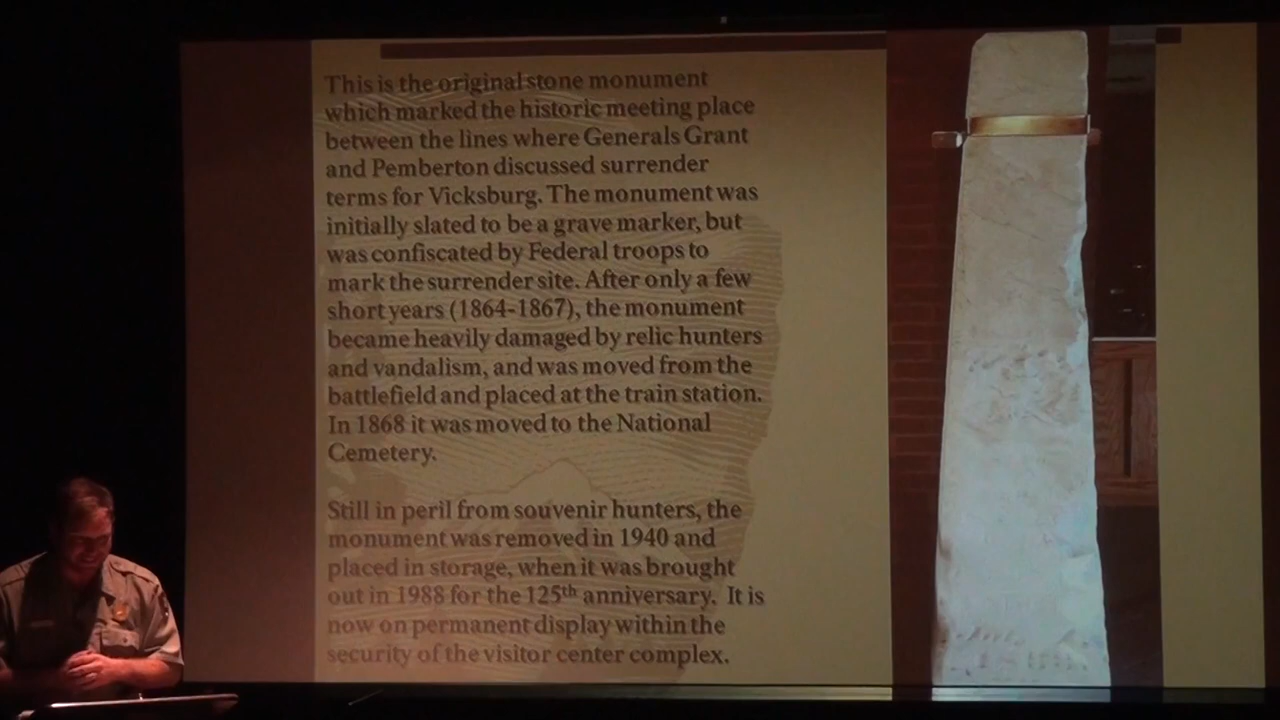 This is the original stone monument
which marked the historic meeting place
between the lines where Generals Grant
and Pemberton discussed surrender
terms for Vicksburg. The monument was
initially slated to be a grave marker, but
was confiscated by Federal troops to
mark the surrender site. After only a few
short years (1864-1867), the monument
became heavily damaged by relic hunters
and vandalism, and was moved from the
battlefield and placed at the train station.
In 1868 it was moved to the National
Cemetery.
Still in peril from souvenir hunters, the
monument was removed in 1940 and
placed in storage, when it was brought
out in 1988 for the 125th anniversary. It is
now on permanent display within the
security of the visitor center complex.